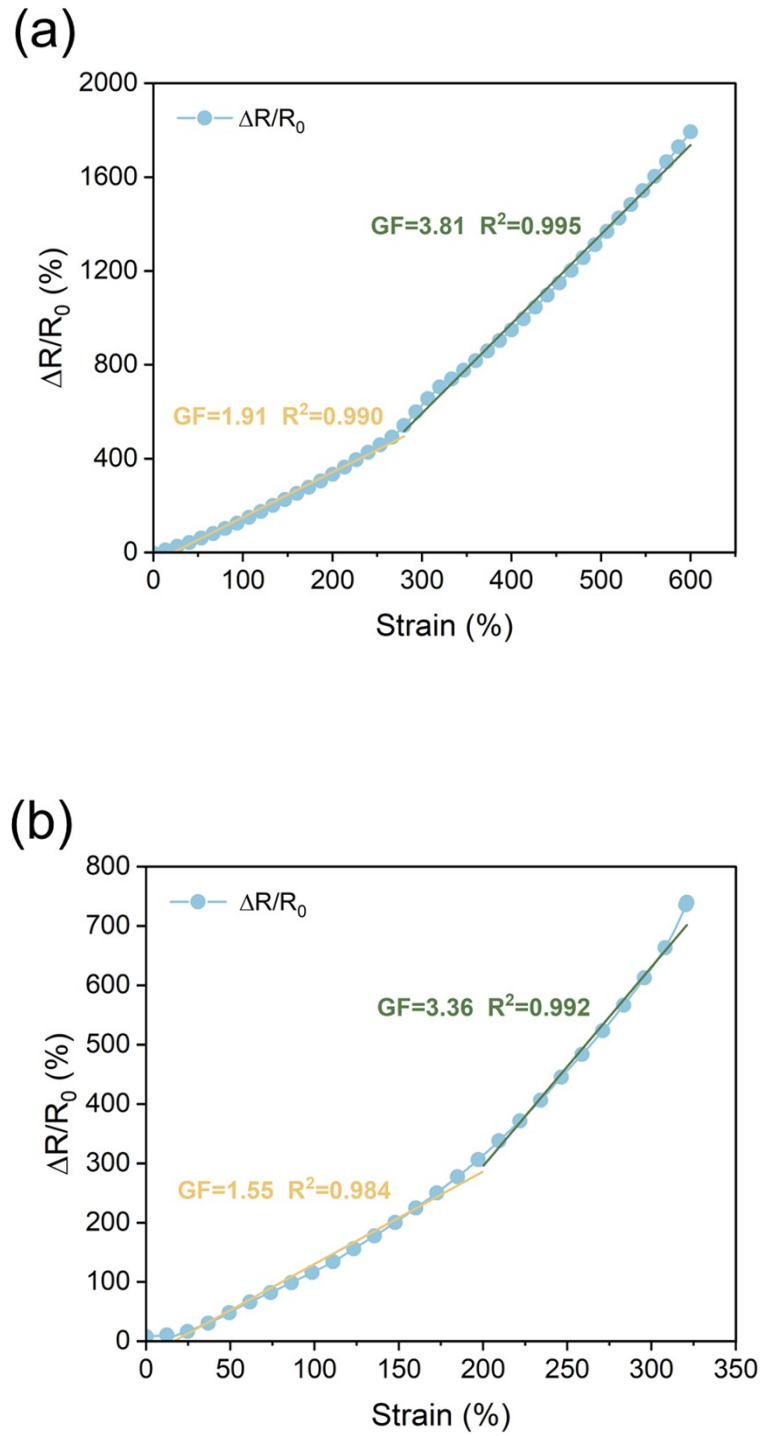 (a)
2000
1600
1200
800
400
0
ΔR/R₀ (%)
ΔR/R₀
GF=3.81 R²=0.995
GF=1.91 R²=0.990
0 100 200 300 400 500 600
Strain (%)
(b)
800
700
600
500
400
300
200
100
0
ΔR/R₀ (%)
ΔR/R₀
GF=3.36 R²=0.992
GF=1.55 R²=0.984
0 50 100 150 200 250 300 350
Strain (%)